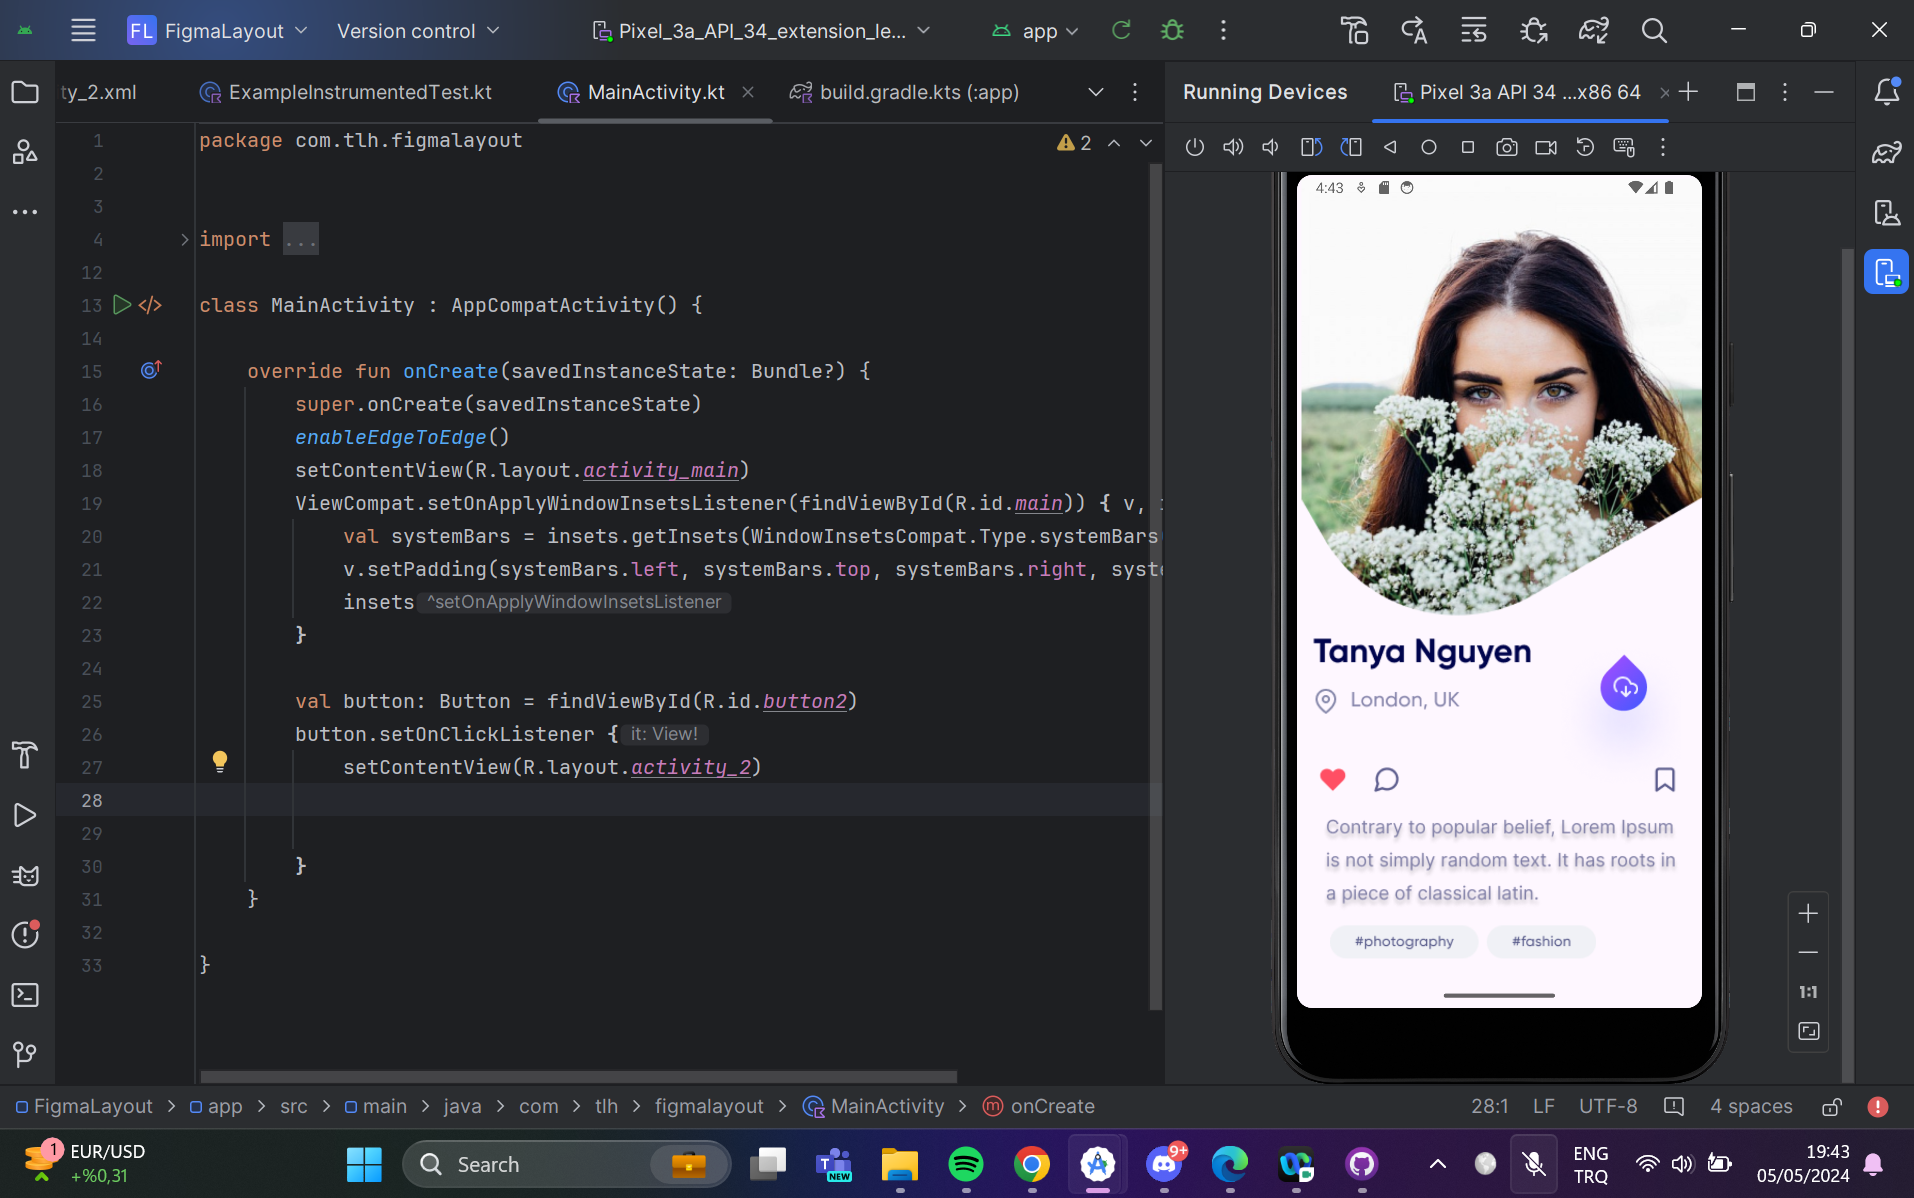 FL FigmaLayout Version control Pixel_3a_API_34_extension_le... app
ty_2.xml ExampleInstrumentedTest.kt MainActivity.kt build.gradle.kts (:app)
Running Devices Pixel 3a API 34 ...x86 64
1 package com.tlh.figmalayout
2
2
3
4 import ...
12
13 class MainActivity : AppCompatActivity() {
14
15 override fun onCreate(savedInstanceState: Bundle?) {
16 super.onCreate(savedInstanceState)
17 enableEdgeToEdge()
18 setContentView(R.layout.activity_main)
19 ViewCompat.setOnApplyWindowInsetsListener(findViewById(R.id.main)) { v,
20 val systemBars = insets.getInsets(WindowInsetsCompat.Type.systemBars
21 v.setPadding(systemBars.left, systemBars.top, systemBars.right, syste
22 insets ^setOnApplyWindowInsetsListener
23 }
24
25 val button: Button = findViewById(R.id.button2)
26 button.setOnClickListener { it: View!
27 setContentView(R.layout.activity_2)
28
29
30 }
31 }
32
33 }
4:43
Tanya Nguyen
London, UK
Contrary to popular belief, Lorem Ipsum
is not simply random text. It has roots in
a piece of classical latin.
#photography #fashion
1:1
FigmaLayout > app > src > main > java > com > tlh > figmalayout > MainActivity > onCreate
28:1 LF UTF-8 4 spaces
1 EUR/USD
+%0,31
Search
T NEW
9+
ENG
TRQ
19:43
05/05/2024